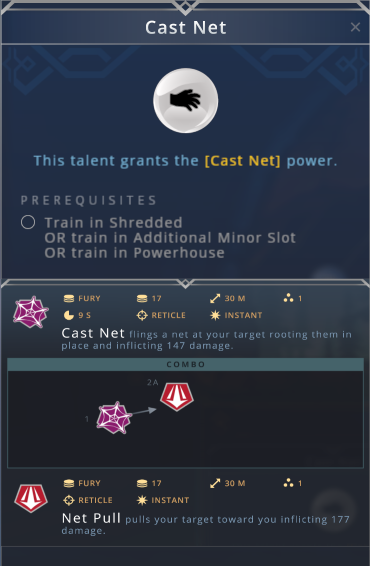 Cast Net
This talent grants the [Cast Net] power.
PREREQUISITES
Train in Shredded
OR train in Additional Minor Slot
OR train in Powerhouse
FURY 17 30 M 1
9 S RETICLE INSTANT
Cast Net flings a net at your target rooting them in
place and inflicting 147 damage.
COMBO
2A
1
FURY 17 30 M 1
RETICLE INSTANT
Net Pull pulls your target toward you inflicting 177
damage.